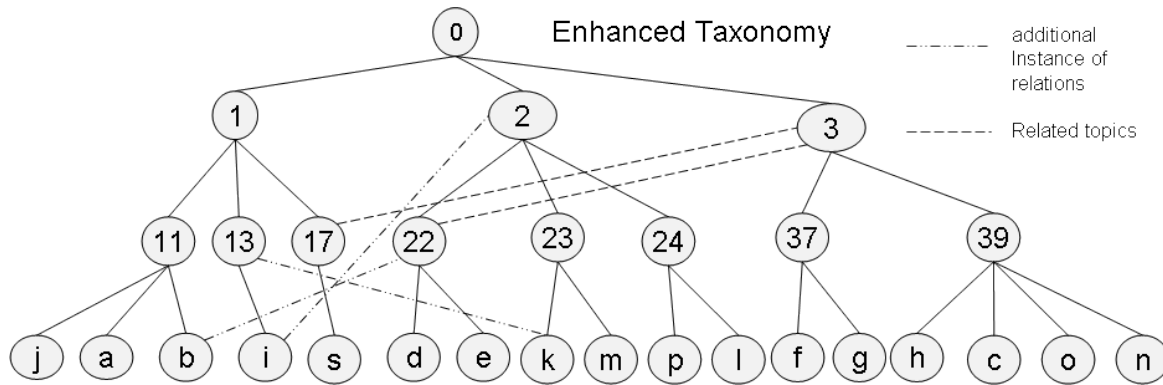 0
Enhanced Taxonomy
additional
Instance of
relations
1
2
3
Related topics
11
13
17
22
23
24
37
39
j
a
b
i
s
d
e
k
m
p
l
f
g
h
c
o
n